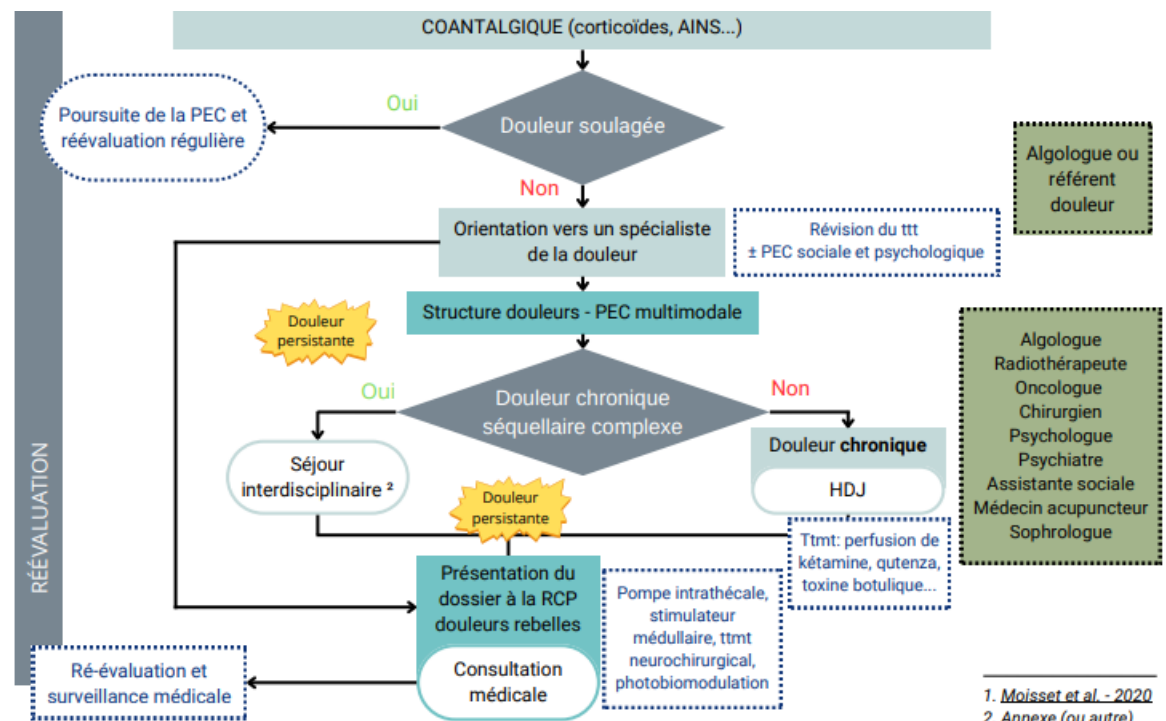 COANTALGIQUE (corticoïdes, AINS...)
Oui
Poursuite de la PEC et
réévaluation régulière
Douleur soulagée
Non
Algologue ou
référent
douleur
Orientation vers un spécialiste
de la douleur
Révision du ttt
± PEC sociale et psychologique
Structure douleurs - PEC multimodale
Douleur
persistante
Oui
Douleur chronique
séquellaire complexe
Non
Algologue
Radiothérapeute
Oncologue
Chirurgien
Psychologue
Psychiatre
Assistante sociale
Médecin acupuncteur
Sophrologue
Séjour
interdisciplinaire ²
Douleur chronique
HDJ
Douleur
persistante
Ttmt: perfusion de
kétamine, qutenza,
toxine botulique...
RÉÉVALUATION
Présentation du
dossier à la RCP
douleurs rebelles
Consultation
médicale
Pompe intrathécale,
stimulateur
médullaire, ttmt
neurochirurgical,
photobiomodulation
Ré-évaluation et
surveillance médicale
1. Moisset et al. - 2020
2. Annexe (ou autre)